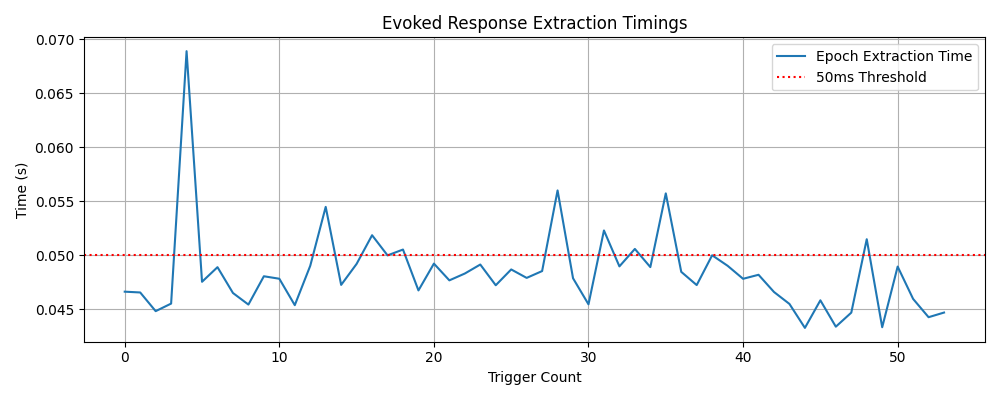 Evoked Response Extraction Timings
0.070
0.065
0.060
0.055
0.050
0.045
Time (s)
Epoch Extraction Time
50ms Threshold
0 10 20 30 40 50
Trigger Count